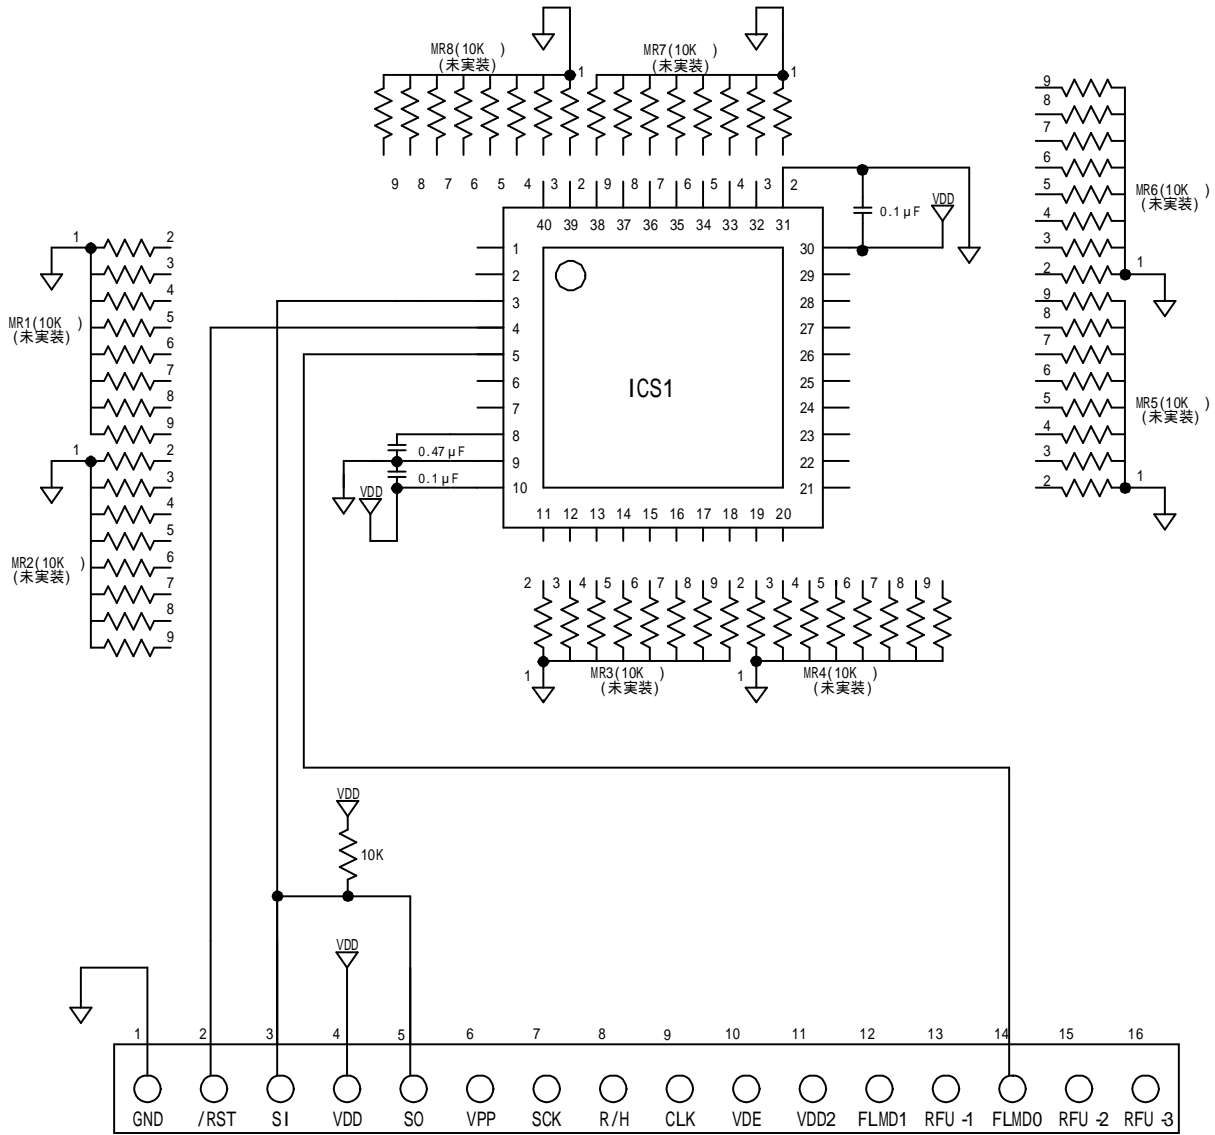 MR8(10K )
(未実装)
1
MR7(10K )
(未実装)
1
9 8 7 6 5 4 3 2 9 8 7 6 5 4 3 2
40 39 38 37 36 35 34 33 32 31
0.1μF
VDD
1
2
3
4
5
6
7
8
9
10
30
29
28
27
26
25
24
23
22
21
ICS1
11 12 13 14 15 16 17 18 19 20
0.47μF
0.1μF
VDD
1
2
3
4
5
6
7
8
9
MR1(10K )
(未実装)
1
2
3
4
5
6
7
8
9
MR2(10K )
(未実装)
9
8
7
6
5
4
3
2
1
MR6(10K )
(未実装)
9
8
7
6
5
4
3
2
1
MR5(10K )
(未実装)
2 3 4 5 6 7 8 9 2 3 4 5 6 7 8 9
1
MR3(10K )
(未実装)
1
MR4(10K )
(未実装)
VDD
10K
VDD
1 2 3 4 5 6 7 8 9 10 11 12 13 14 15 16
GND /RST SI VDD SO VPP SCK R/H CLK VDE VDD2 FLMD1 RFU-1 FLMD0 RFU-2 RFU-3